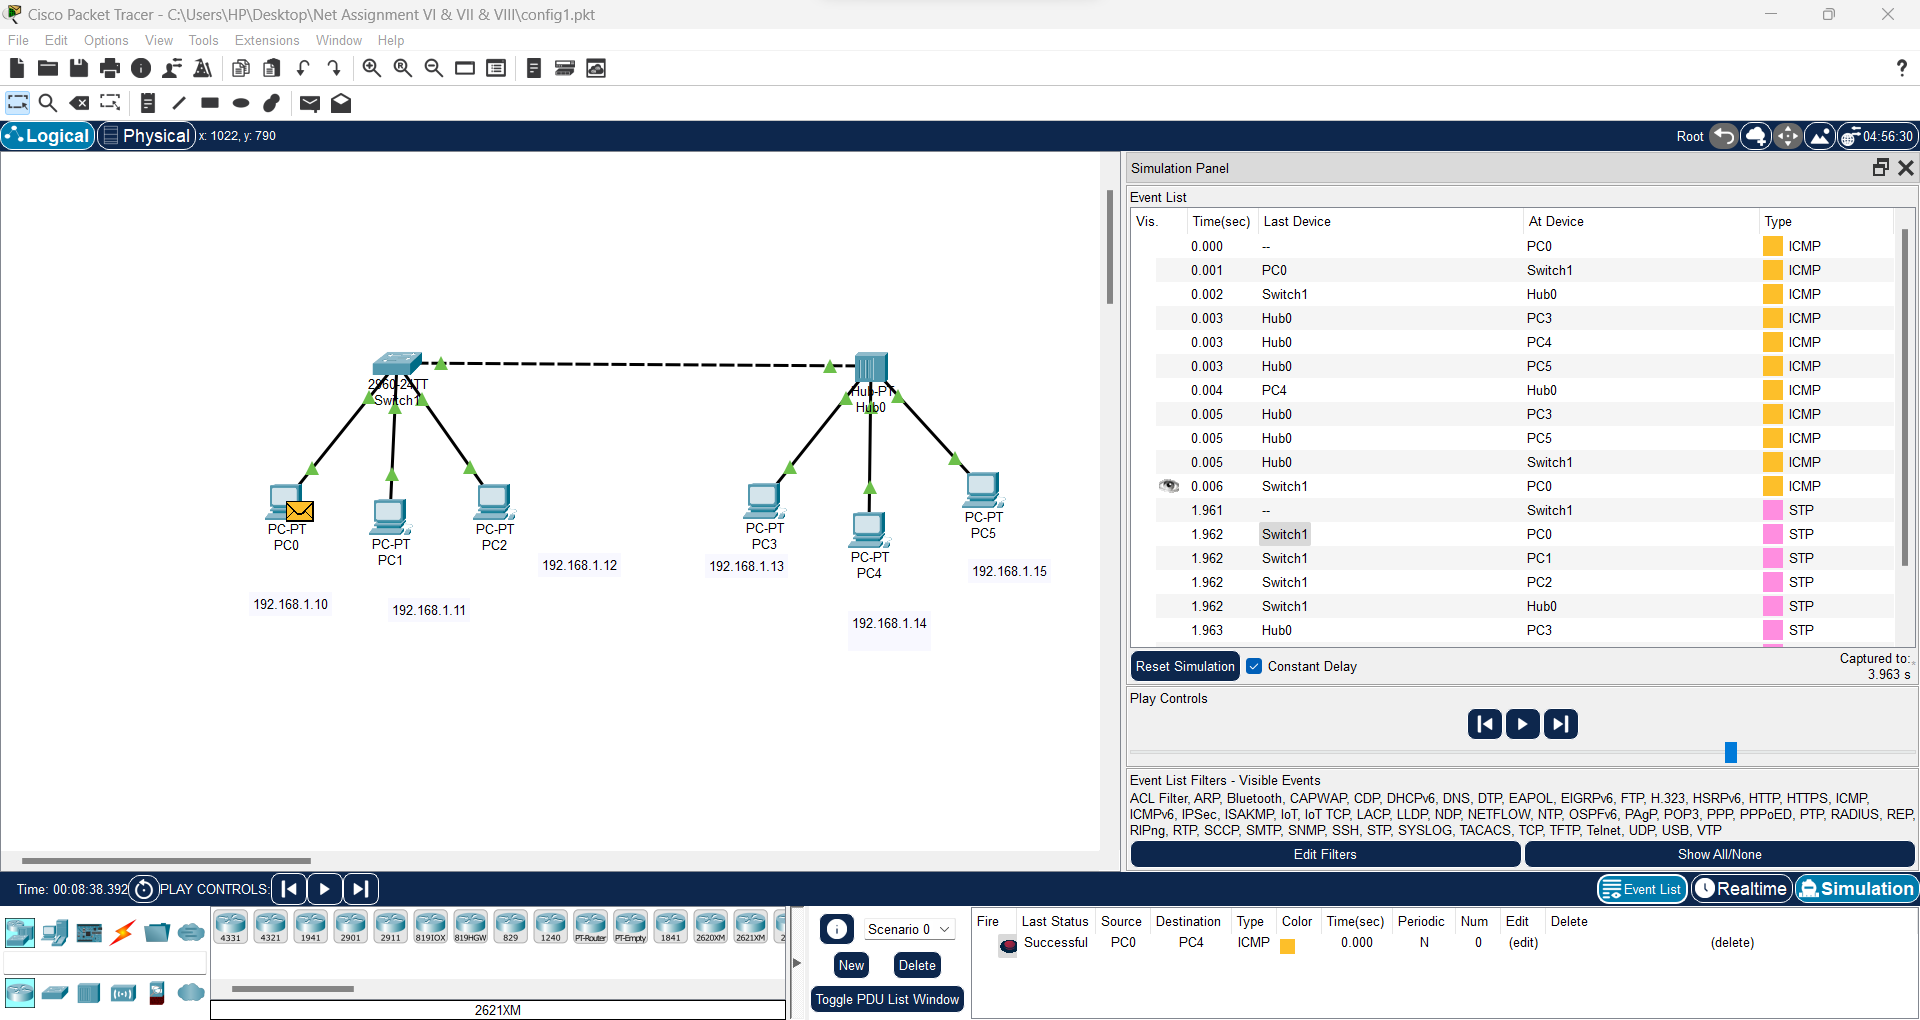 Cisco Packet Tracer - C:\Users\HP\Desktop\Net Assignment VI & VII & VIII\config1.pkt
File Edit Options View Tools Extensions Window Help
?
Logical Physical x: 1022, y: 790 Root 04:56:30
2960-24TT
Switch1
Hub-PT
Hub0
PC-PT
PC0
PC-PT
PC1
PC-PT
PC2
PC-PT
PC3
PC-PT
PC4
PC-PT
PC5
192.168.1.10
192.168.1.11
192.168.1.12
192.168.1.13
192.168.1.14
192.168.1.15
Simulation Panel
Event List
Vis. Time(sec) Last Device At Device Type
0.000 -- PC0 ICMP
0.001 PC0 Switch1 ICMP
0.002 Switch1 Hub0 ICMP
0.003 Hub0 PC3 ICMP
0.003 Hub0 PC4 ICMP
0.003 Hub0 PC5 ICMP
0.004 PC4 Hub0 ICMP
0.005 Hub0 PC3 ICMP
0.005 Hub0 PC5 ICMP
0.005 Hub0 Switch1 ICMP
0.006 Switch1 PC0 ICMP
1.961 -- Switch1 STP
1.962 Switch1 PC0 STP
1.962 Switch1 PC1 STP
1.962 Switch1 PC2 STP
1.962 Switch1 Hub0 STP
1.963 Hub0 PC3 STP
Reset Simulation Constant Delay Captured to:
3.963 s
Play Controls
Event List Filters - Visible Events
ACL Filter, ARP, Bluetooth, CAPWAP, CDP, DHCPv6, DNS, DTP, EAPOL, EIGRPv6, FTP, H.323, HSRPv6, HTTP, HTTPS, ICMP,
ICMPv6, IPSec, ISAKMP, IoT, IoT TCP, LACP, LLDP, NDP, NETFLOW, NTP, OSPFv6, PAgP, POP3, PPP, PPPoED, PTP, RADIUS, REP,
RIPng, RTP, SCCP, SMTP, SNMP, SSH, STP, SYSLOG, TACACS, TCP, TFTP, Telnet, UDP, USB, VTP
Edit Filters Show All/None
Time: 00:08:38.392 PLAY CONTROLS: Event List Realtime Simulation
4331 4321 1941 2901 2911 819IOX 819HGW 829 1240 PT-Router PT-Empty 1841 2620XM 2621XM 2
2621XM
Scenario 0
New Delete
Toggle PDU List Window
Fire Last Status Source Destination Type Color Time(sec) Periodic Num Edit Delete
Successful PC0 PC4 ICMP 0.000 N 0 (edit) (delete)